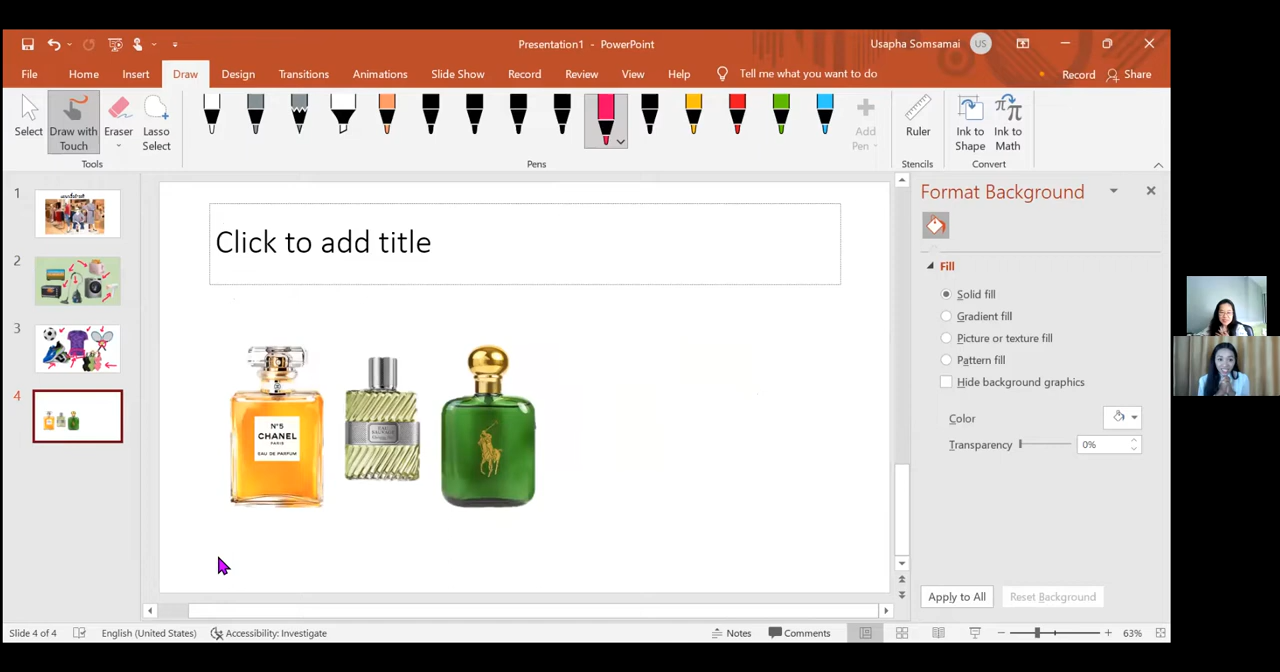 Presentation1 - PowerPoint
Usapha Somsamai
US
File
Home
Insert
Draw
Design
Transitions
Animations
Slide Show
Record
Review
View
Help
Tell me what you want to do
Record
Share
Select
Draw with Touch
Eraser
Lasso Select
Add Pen
Ruler
Ink to Shape
Ink to Math
Tools
Pens
Stencils
Convert
1
2
3
4
Click to add title
N°5
CHANEL
PARIS
EAU DE PARFUM
Format Background
Fill
Solid fill
Gradient fill
Picture or texture fill
Pattern fill
Hide background graphics
Color
Transparency
0%
Apply to All
Reset Background
Slide 4 of 4
English (United States)
Accessibility: Investigate
Notes
Comments
63%